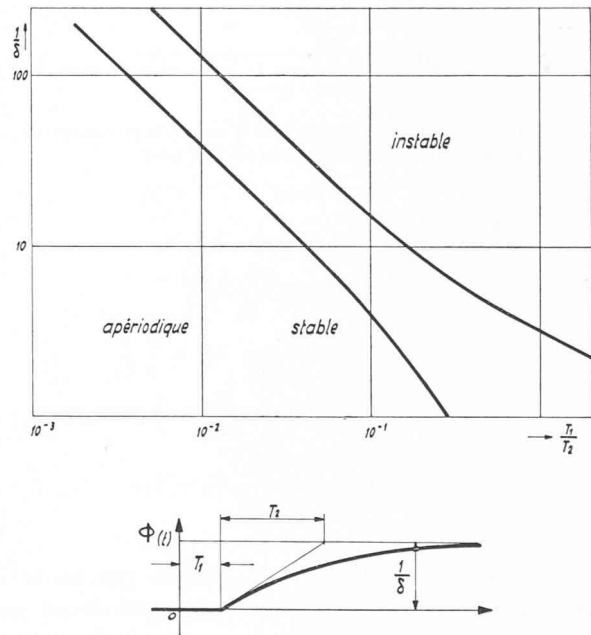 1/δ
100
instable
10
apériodique
stable
10⁻³
10⁻²
10⁻¹
T₁/T₂
T₂
Φ(t)
T₁
1/δ
0